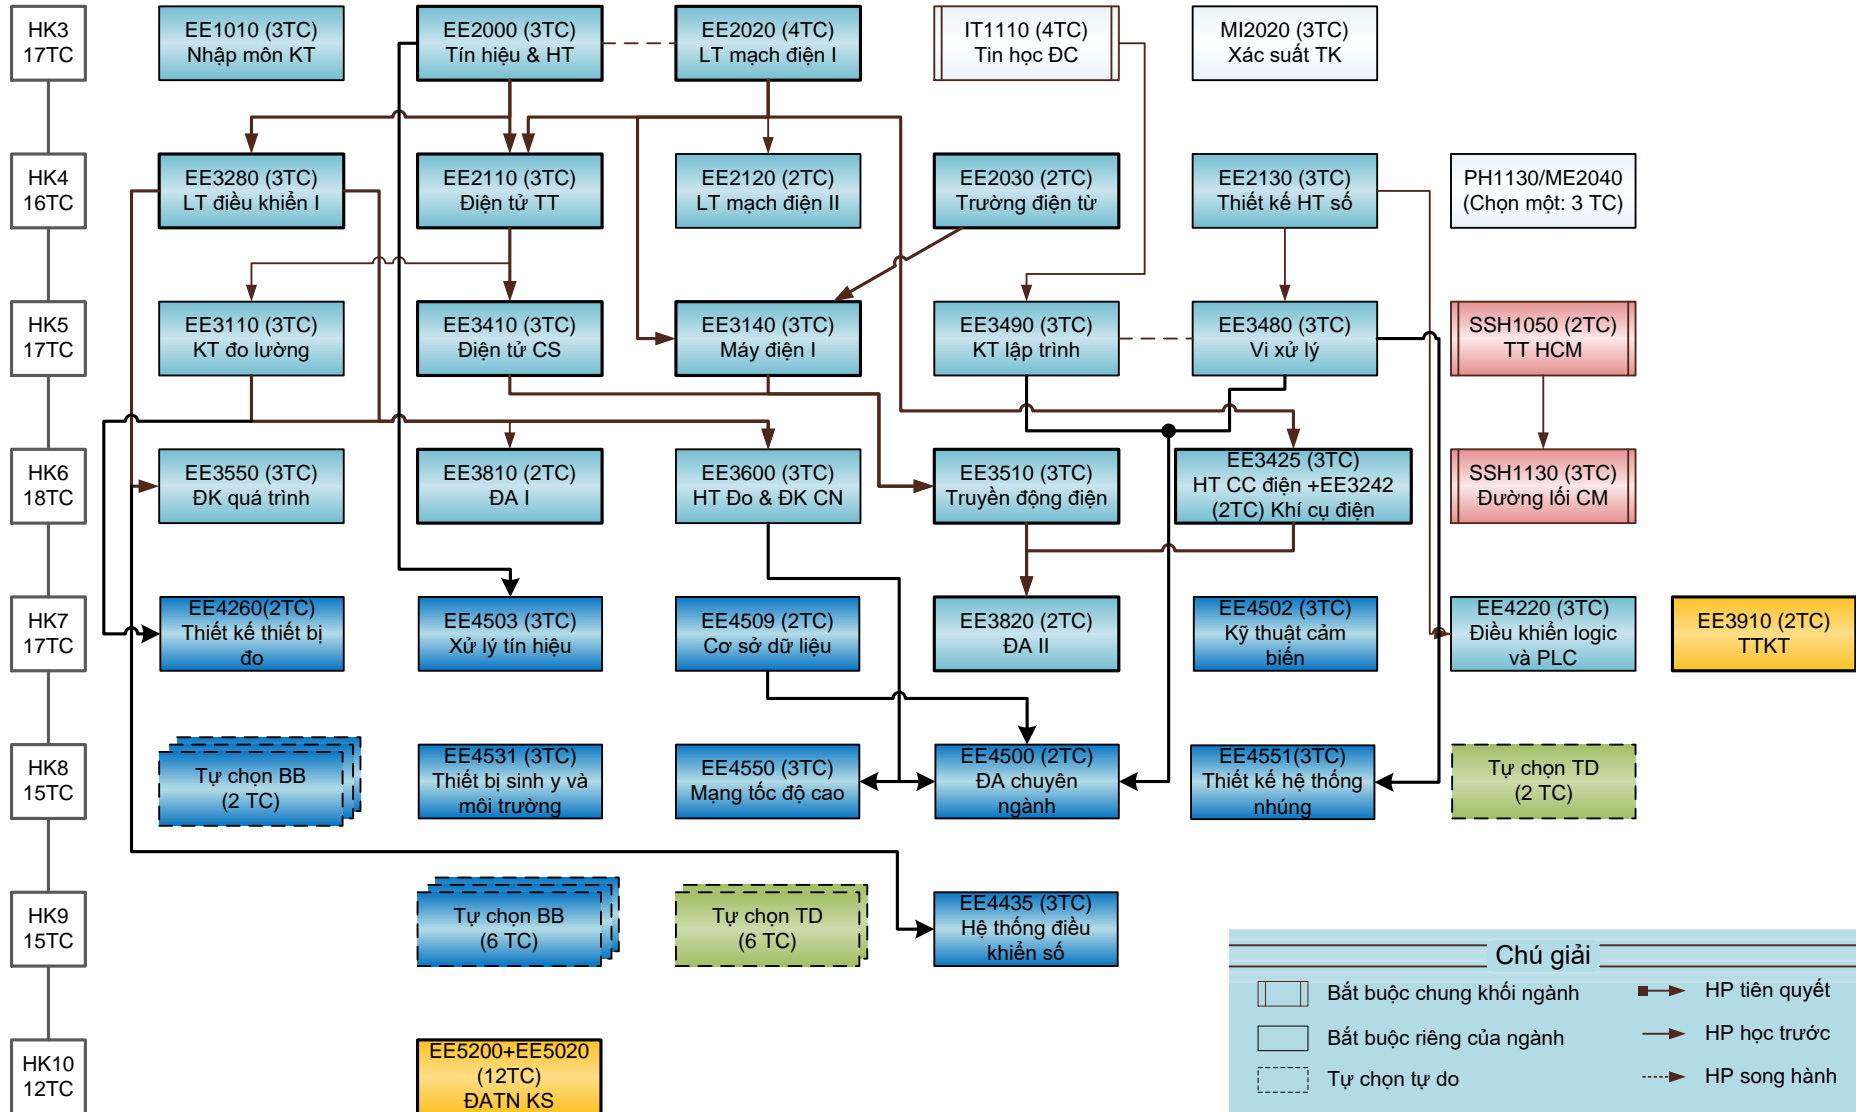 HK3
17TC
EE1010 (3TC)
Nhập môn KT
EE2000 (3TC)
Tín hiệu & HT
EE2020 (4TC)
LT mạch điện I
IT1110 (4TC)
Tin học ĐC
MI2020 (3TC)
Xác suất TK
HK4
16TC
EE3280 (3TC)
LT điều khiển I
EE2110 (3TC)
Điện tử TT
EE2120 (2TC)
LT mạch điện II
EE2030 (2TC)
Trường điện từ
EE2130 (3TC)
Thiết kế HT số
PH1130/ME2040
(Chọn một: 3 TC)
HK5
17TC
EE3110 (3TC)
KT đo lường
EE3410 (3TC)
Điện tử CS
EE3140 (3TC)
Máy điện I
EE3490 (3TC)
KT lập trình
EE3480 (3TC)
Vi xử lý
SSH1050 (2TC)
TT HCM
HK6
18TC
EE3550 (3TC)
ĐK quá trình
EE3810 (2TC)
ĐA I
EE3600 (3TC)
HT Đo & ĐK CN
EE3510 (3TC)
Truyền động điện
EE3425 (3TC)
HT CC điện +EE3242
(2TC) Khí cụ điện
SSH1130 (3TC)
Đường lối CM
HK7
17TC
EE4260(2TC)
Thiết kế thiết bị
đo
EE4503 (3TC)
Xử lý tín hiệu
EE4509 (2TC)
Cơ sở dữ liệu
EE3820 (2TC)
ĐA II
EE4502 (3TC)
Kỹ thuật cảm
biến
EE4220 (3TC)
Điều khiển logic
và PLC
EE3910 (2TC)
TTKT
HK8
15TC
Tự chọn BB
(2 TC)
EE4531 (3TC)
Thiết bị sinh y và
môi trường
EE4550 (3TC)
Mạng tốc độ cao
EE4500 (2TC)
ĐA chuyên
ngành
EE4551(3TC)
Thiết kế hệ thống
nhúng
Tự chọn TD
(2 TC)
HK9
15TC
Tự chọn BB
(6 TC)
Tự chọn TD
(6 TC)
EE4435 (3TC)
Hệ thống điều
khiển số
HK10
12TC
EE5200+EE5020
(12TC)
ĐATN KS
Chú giải
Bắt buộc chung khối ngành
HP tiên quyết
Bắt buộc riêng của ngành
HP học trước
Tự chọn tự do
HP song hành